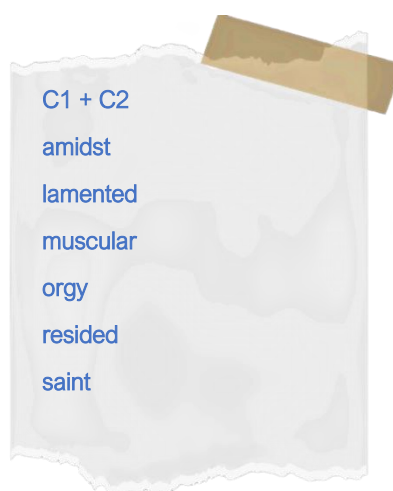 C1 + C2
amidst
lamented
muscular
orgy
resided
saint